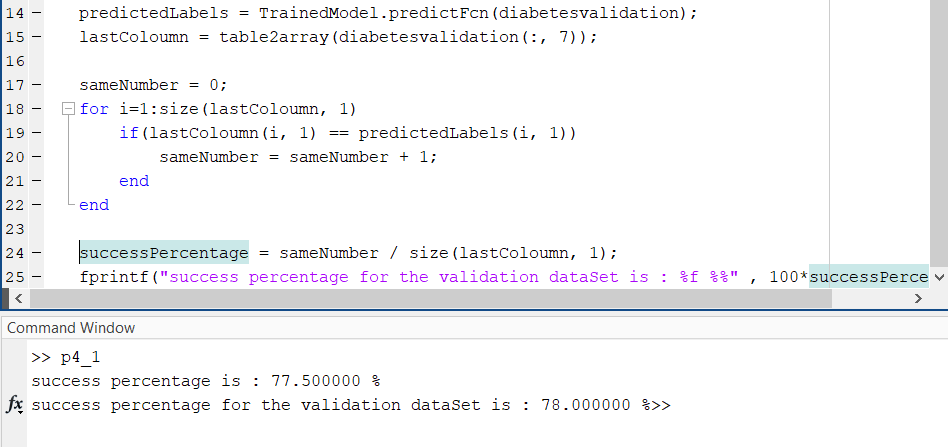 14 - predictedLabels = TrainedModel.predictFcn(diabetesvalidation);
15 - lastColoumn = table2array(diabetesvalidation(:, 7));
16
17 - sameNumber = 0;
18 - for i=1:size(lastColoumn, 1)
19 - if(lastColoumn(i, 1) == predictedLabels(i, 1))
20 - sameNumber = sameNumber + 1;
21 - end
22 - end
23
24 - successPercentage = sameNumber / size(lastColoumn, 1);
25 - fprintf("success percentage for the validation dataSet is : %f %%" , 100*successPerce
Command Window
>> p4_1
success percentage is : 77.500000 %
fx success percentage for the validation dataSet is : 78.000000 %>>